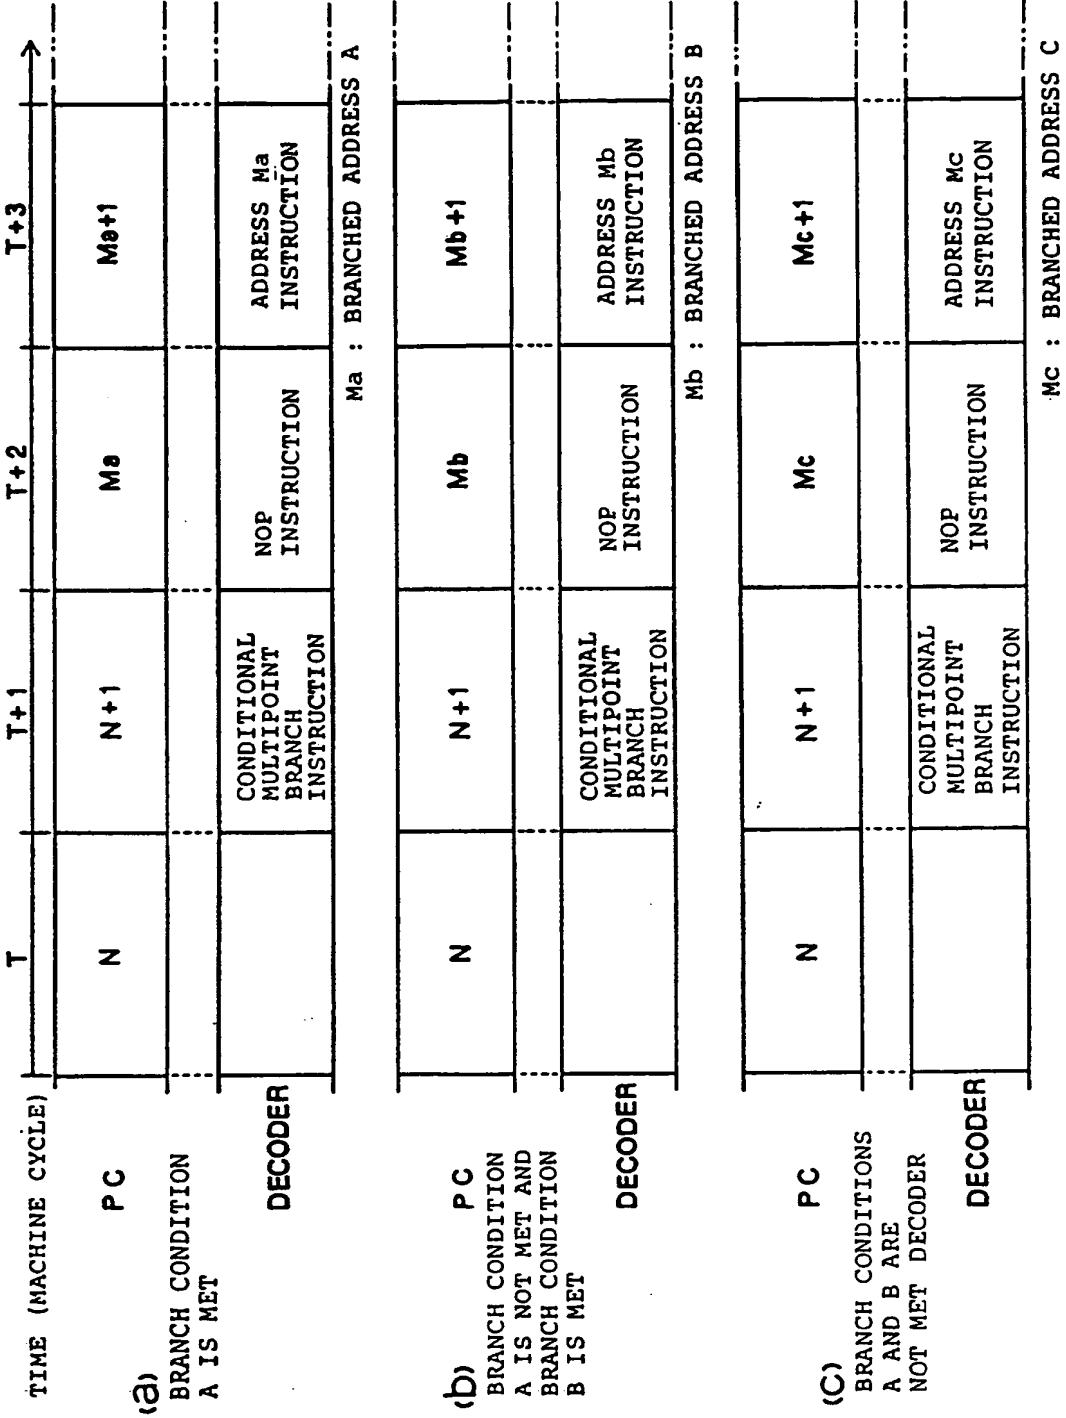 TIME (MACHINE CYCLE)
T T+1 T+2 T+3
(a)
BRANCH CONDITION
A IS MET
PC
N N+1 Ma Ma+1
DECODER
CONDITIONAL
MULTIPOINT
BRANCH
INSTRUCTION
NOP
INSTRUCTION
ADDRESS Ma
INSTRUCTION
Ma : BRANCHED ADDRESS A
(b)
PC
BRANCH CONDITION
A IS NOT MET AND
BRANCH CONDITION
B IS MET
N N+1 Mb Mb+1
DECODER
CONDITIONAL
MULTIPOINT
BRANCH
INSTRUCTION
NOP
INSTRUCTION
ADDRESS Mb
INSTRUCTION
Mb : BRANCHED ADDRESS B
(C)
PC
BRANCH CONDITIONS
A AND B ARE
NOT MET DECODER
N N+1 Mc Mc+1
DECODER
CONDITIONAL
MULTIPOINT
BRANCH
INSTRUCTION
NOP
INSTRUCTION
ADDRESS Mc
INSTRUCTION
Mc : BRANCHED ADDRESS C